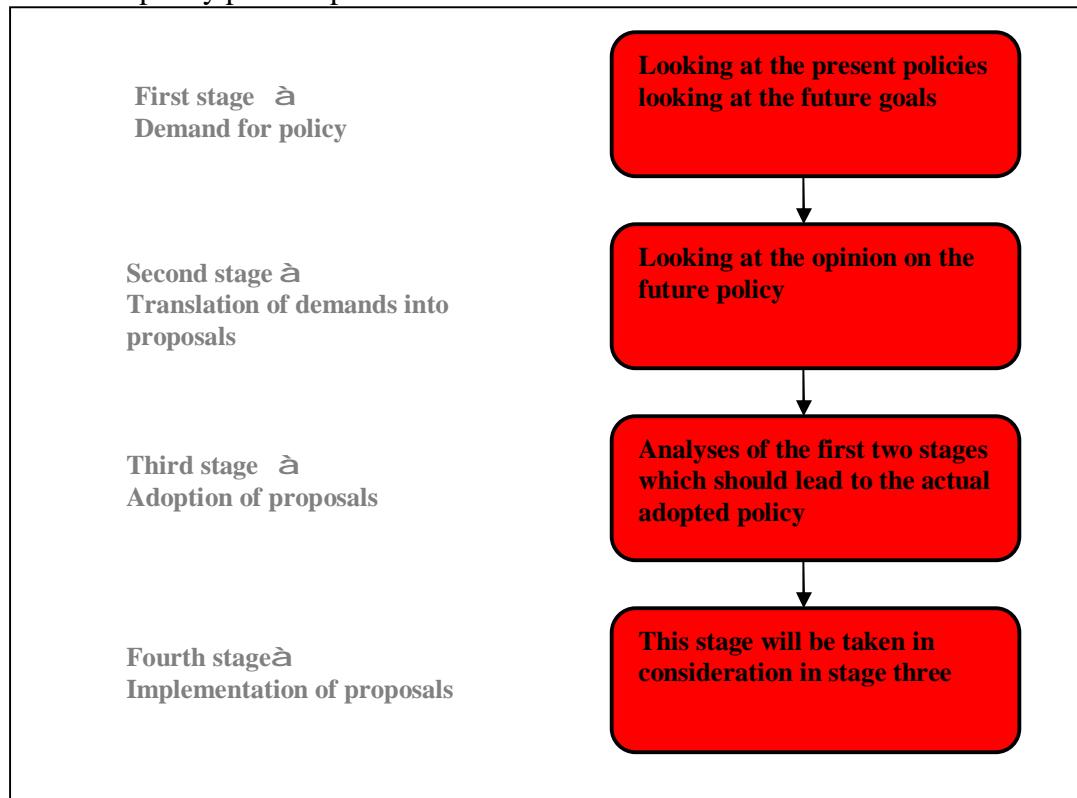 First stage à
Demand for policy
Looking at the present policies
looking at the future goals
Second stage à
Translation of demands into
proposals
Looking at the opinion on the
future policy
Third stage à
Adoption of proposals
Analyses of the first two stages
which should lead to the actual
adopted policy
Fourth stageà
Implementation of proposals
This stage will be taken in
consideration in stage three